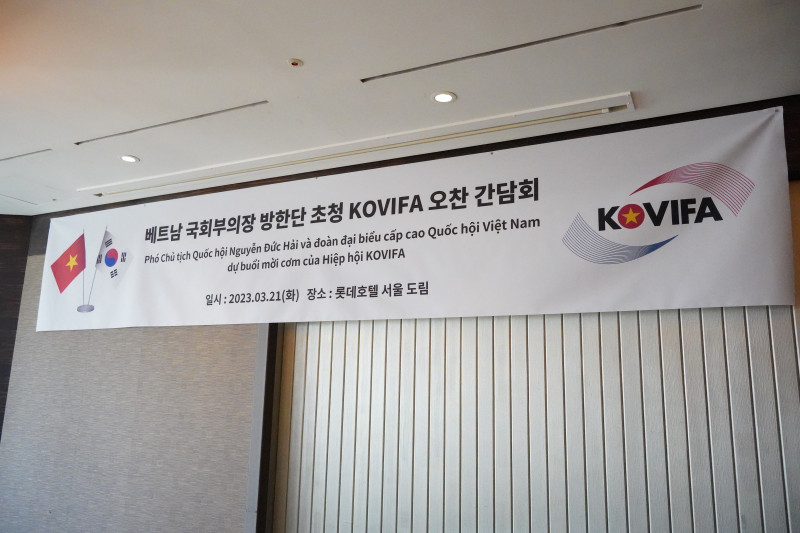 베트남 국회부의장 방한단 초청 KOVIFA 오찬 간담회
Phó Chủ tịch Quốc hội Nguyễn Đức Hải và đoàn đại biểu cấp cao Quốc hội Việt Nam
dự buổi mời cơm của Hiệp hội KOVIFA
일시 : 2023.03.21(화) 장소 : 롯데호텔 서울 도림
KOVIFA